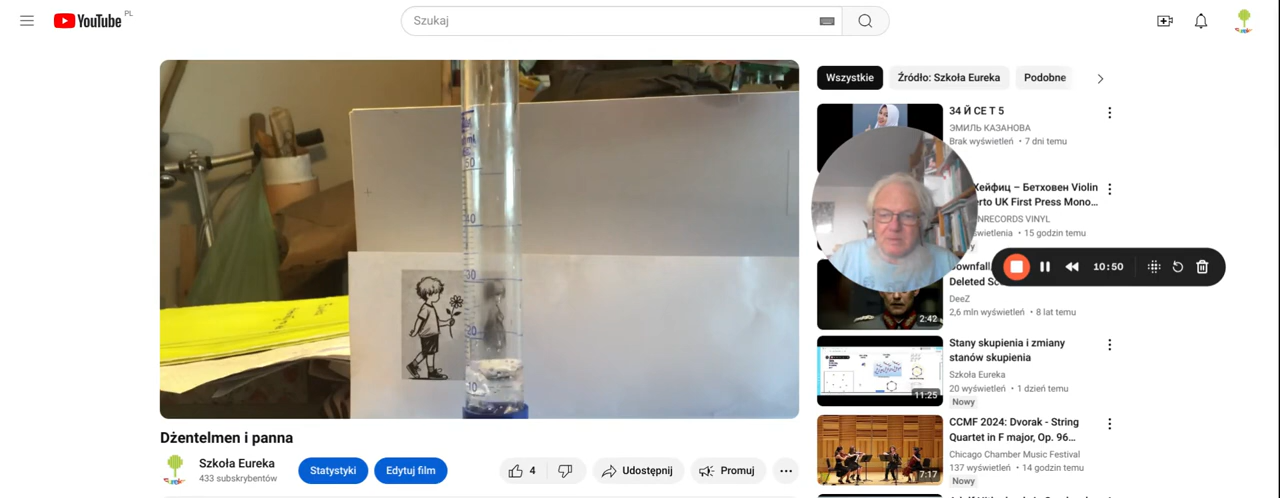 YouTube PL
Szukaj
Wszystkie
Źródło: Szkoła Eureka
Podobne
50
40
30
20
10
Dżentelmen i panna
Szkoła Eureka
433 subskrybentów
Statystyki
Edytuj film
4
Udostępnij
Promuj
34 Й СЕ Т 5
ЭМИЛЬ КАЗАНОВА
Brak wyświetleń • 7 dni temu
Хейфиц – Бетховен Violin
erto UK First Press Mono...
NRECORDS VINYL
wietlenia • 15 godzin temu
10:50
Downfall
Deleted Sc
DeeZ
2,6 mln wyświetleń • 8 lat temu
2:42
Stany skupienia i zmiany
stanów skupienia
Szkoła Eureka
20 wyświetleń • 1 dzień temu
Nowy
11:25
CCMF 2024: Dvorak - String
Quartet in F major, Op. 96...
Chicago Chamber Music Festival
137 wyświetleń • 14 godzin temu
Nowy
7:17